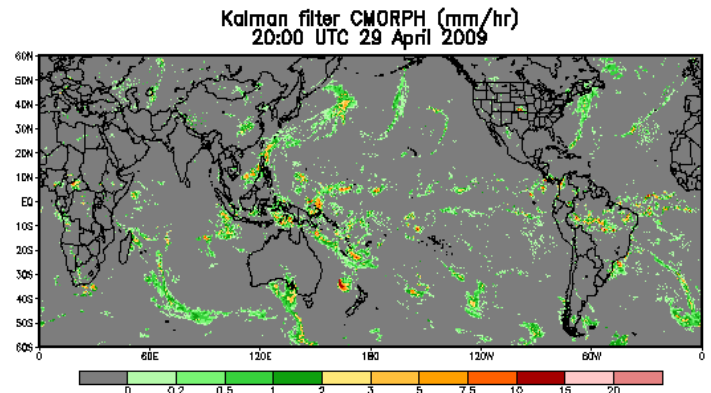 Kalman filter CMORPH (mm/hr)
20:00 UTC 29 April 2009
60N
50N
40N
30N
20N
10N
EQ
10S
20S
30S
40S
50S
60S
0 60E 120E 180 120W 60W 0
0 0.2 0.5 1 2 3 5 7.5 10 15 20